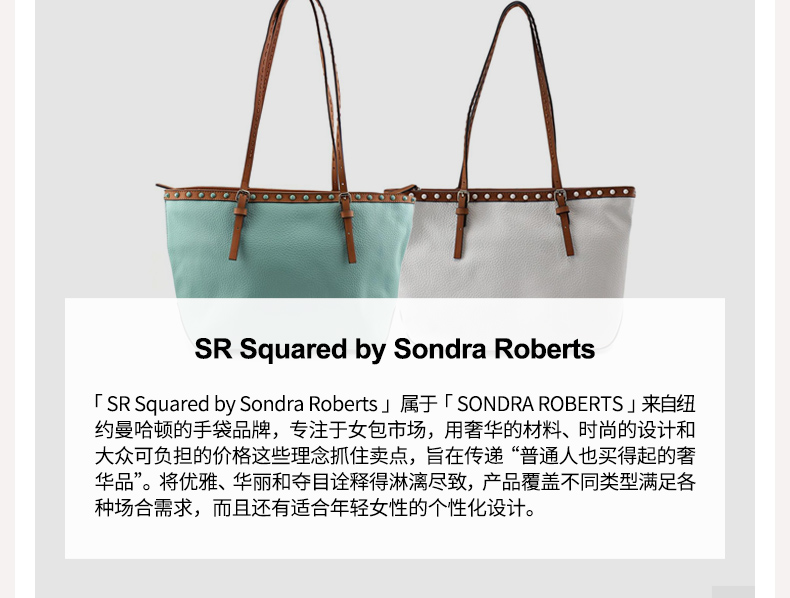 SR Squared by Sondra Roberts
「 SR Squared by Sondra Roberts 」属于「 SONDRA ROBERTS 」来自纽
约曼哈顿的手袋品牌，专注于女包市场，用奢华的材料、时尚的设计和
大众可负担的价格这些理念抓住卖点，旨在传递“普通人也买得起的奢
华品”。将优雅、华丽和夺目诠释得淋漓尽致，产品覆盖不同类型满足各
种场合需求，而且还有适合年轻女性的个性化设计。